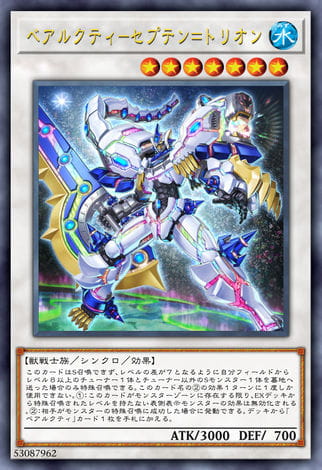 ベアルクティ－セプテン＝トリオン
水
【獣戦士族／シンクロ／効果】
このカードはS召喚できず、レベルの差が７となるように自分フィールドから
レベル８以上のチューナー１体とチューナー以外のSモンスター１体を墓地へ
送った場合のみ特殊召喚できる。このカード名の②の効果は１ターンに１度しか
使用できない。①：このカードがモンスターゾーンに存在する限り、EXデッキか
ら特殊召喚されたレベルを持たない表側表示モンスターの効果は無効化され
る。②：相手がモンスターの特殊召喚に成功した場合に発動できる。デッキから「
ベアルクティ」カード１枚を手札に加える。
ATK/3000 DEF/ 700
53087962